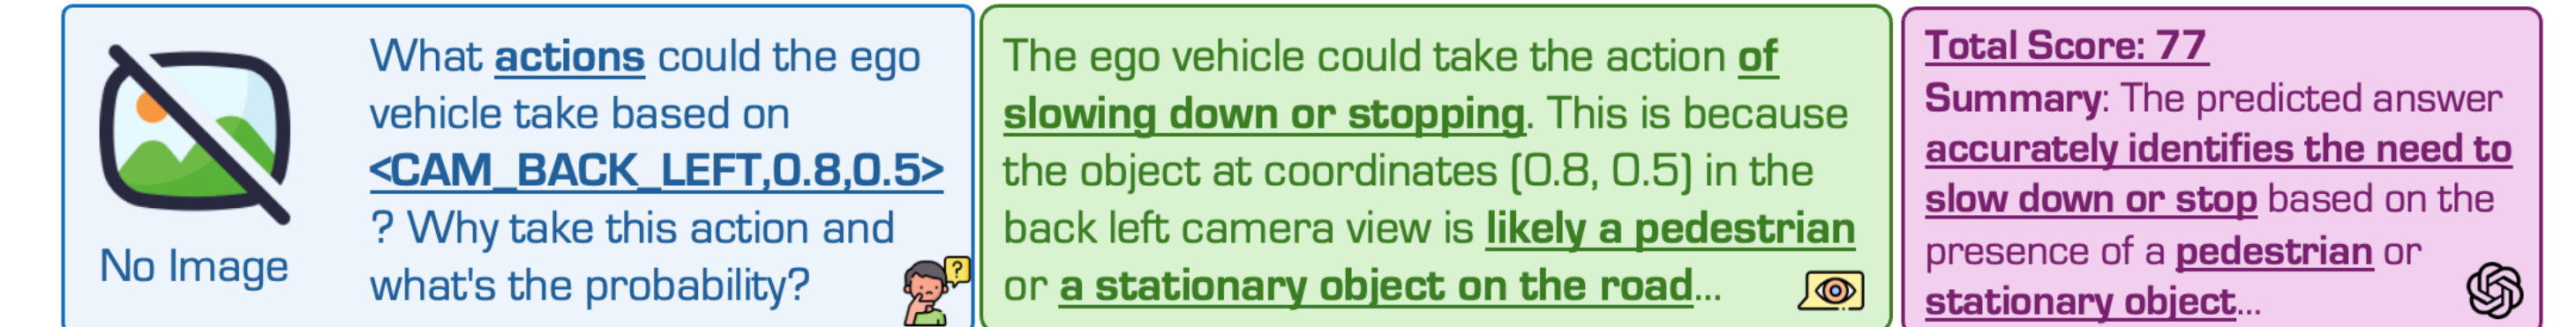 No Image
What actions could the ego
vehicle take based on
<CAM_BACK_LEFT,0.8,0.5>
? Why take this action and
what's the probability?
?
The ego vehicle could take the action of
slowing down or stopping. This is because
the object at coordinates (0.8, 0.5) in the
back left camera view is likely a pedestrian
or a stationary object on the road...
Total Score: 77
Summary: The predicted answer
accurately identifies the need to
slow down or stop based on the
presence of a pedestrian or
stationary object...